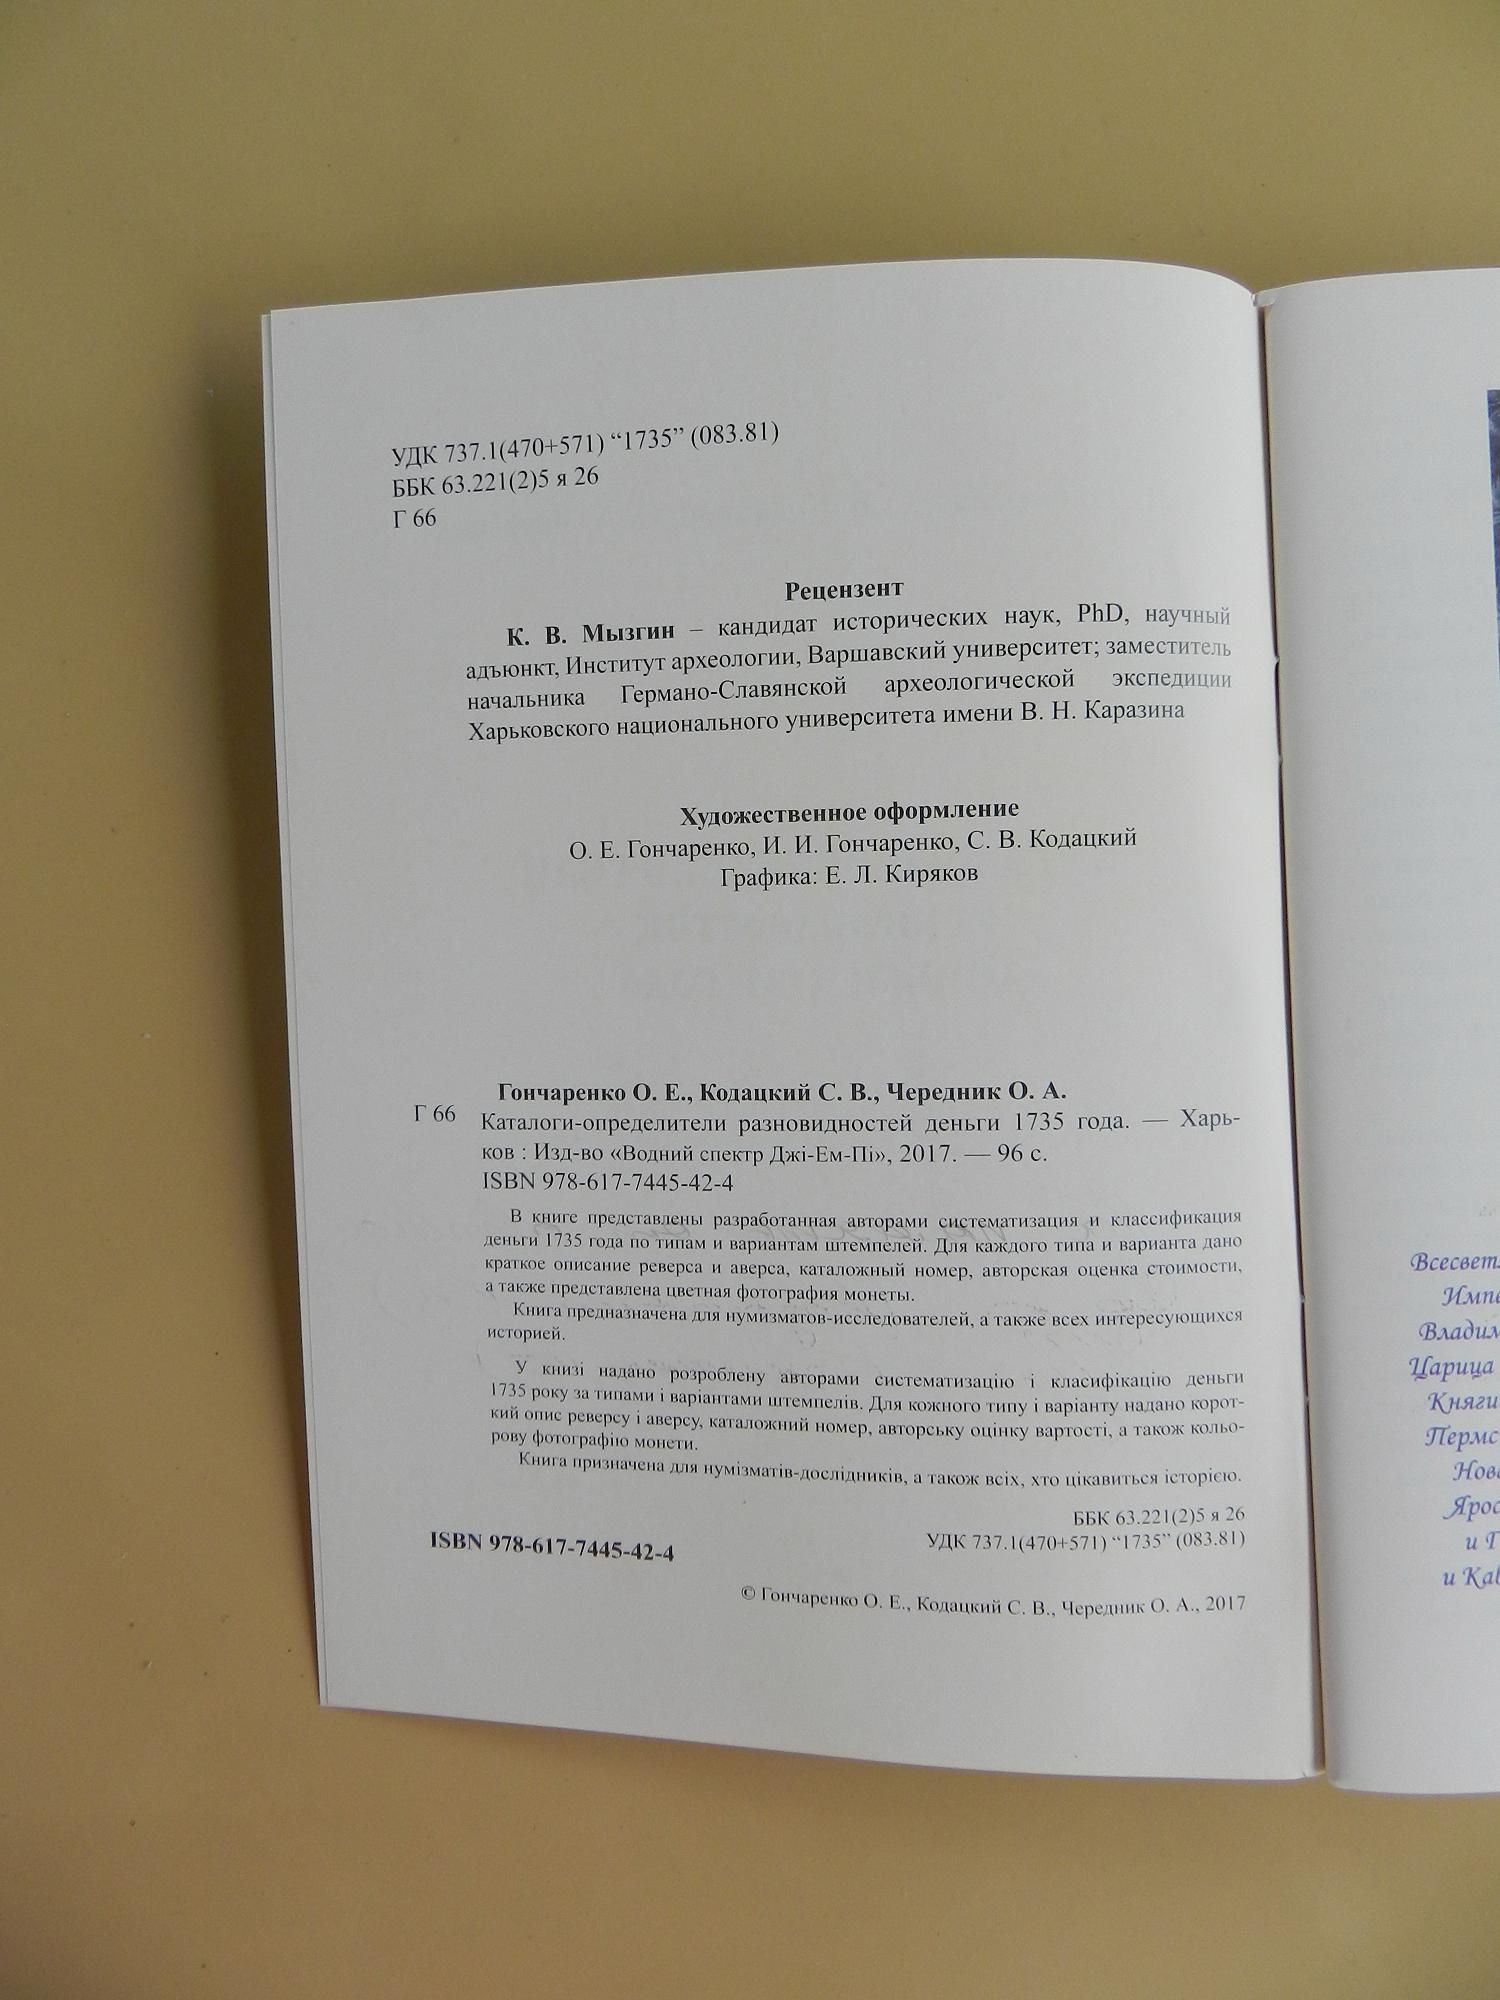 УДК 737.1(470+571) “1735” (083.81)
ББК 63.221(2)5 я 26
Г 66
Рецензент
К. В. Мызгин – кандидат исторических наук, PhD, научный
адъюнкт, Институт археологии, Варшавский университет; заместитель
начальника Германо-Славянской археологической экспедиции
Харьковского национального университета имени В. Н. Каразина
Художественное оформление
О. Е. Гончаренко, И. И. Гончаренко, С. В. Кодацкий
Графика: Е. Л. Киряков
Гончаренко О. Е., Кодацкий С. В., Чередник О. А.
Г 66 Каталоги-определители разновидностей деньги 1735 года. — Харь-
ков : Изд-во «Водний спектр Джі-Ем-Пі», 2017. — 96 с.
ISBN 978-617-7445-42-4
В книге представлены разработанная авторами систематизация и классификация
деньги 1735 года по типам и вариантам штемпелей. Для каждого типа и варианта дано
краткое описание реверса и аверса, каталожный номер, авторская оценка стоимости,
а также представлена цветная фотография монеты.
Книга предназначена для нумизматов-исследователей, а также всех интересующихся
историей.
У книзі надано розроблену авторами систематизацію і класифікацію деньги
1735 року за типами і варіантами штемпелів. Для кожного типу і варіанту надано корот-
кий опис реверсу і аверсу, каталожний номер, авторську оцінку вартості, а також кольо-
рову фотографію монети.
Книга призначена для нумізматів-дослідників, а також всіх, хто цікавиться історією.
ББК 63.221(2)5 я 26
ISBN 978-617-7445-42-4 УДК 737.1(470+571) “1735” (083.81)
© Гончаренко О. Е., Кодацкий С. В., Чередник О. А., 2017
Всесвет
Импе
Владим
Царица
Княги
Пермс
Нова
Ярос
и Г
и Каб